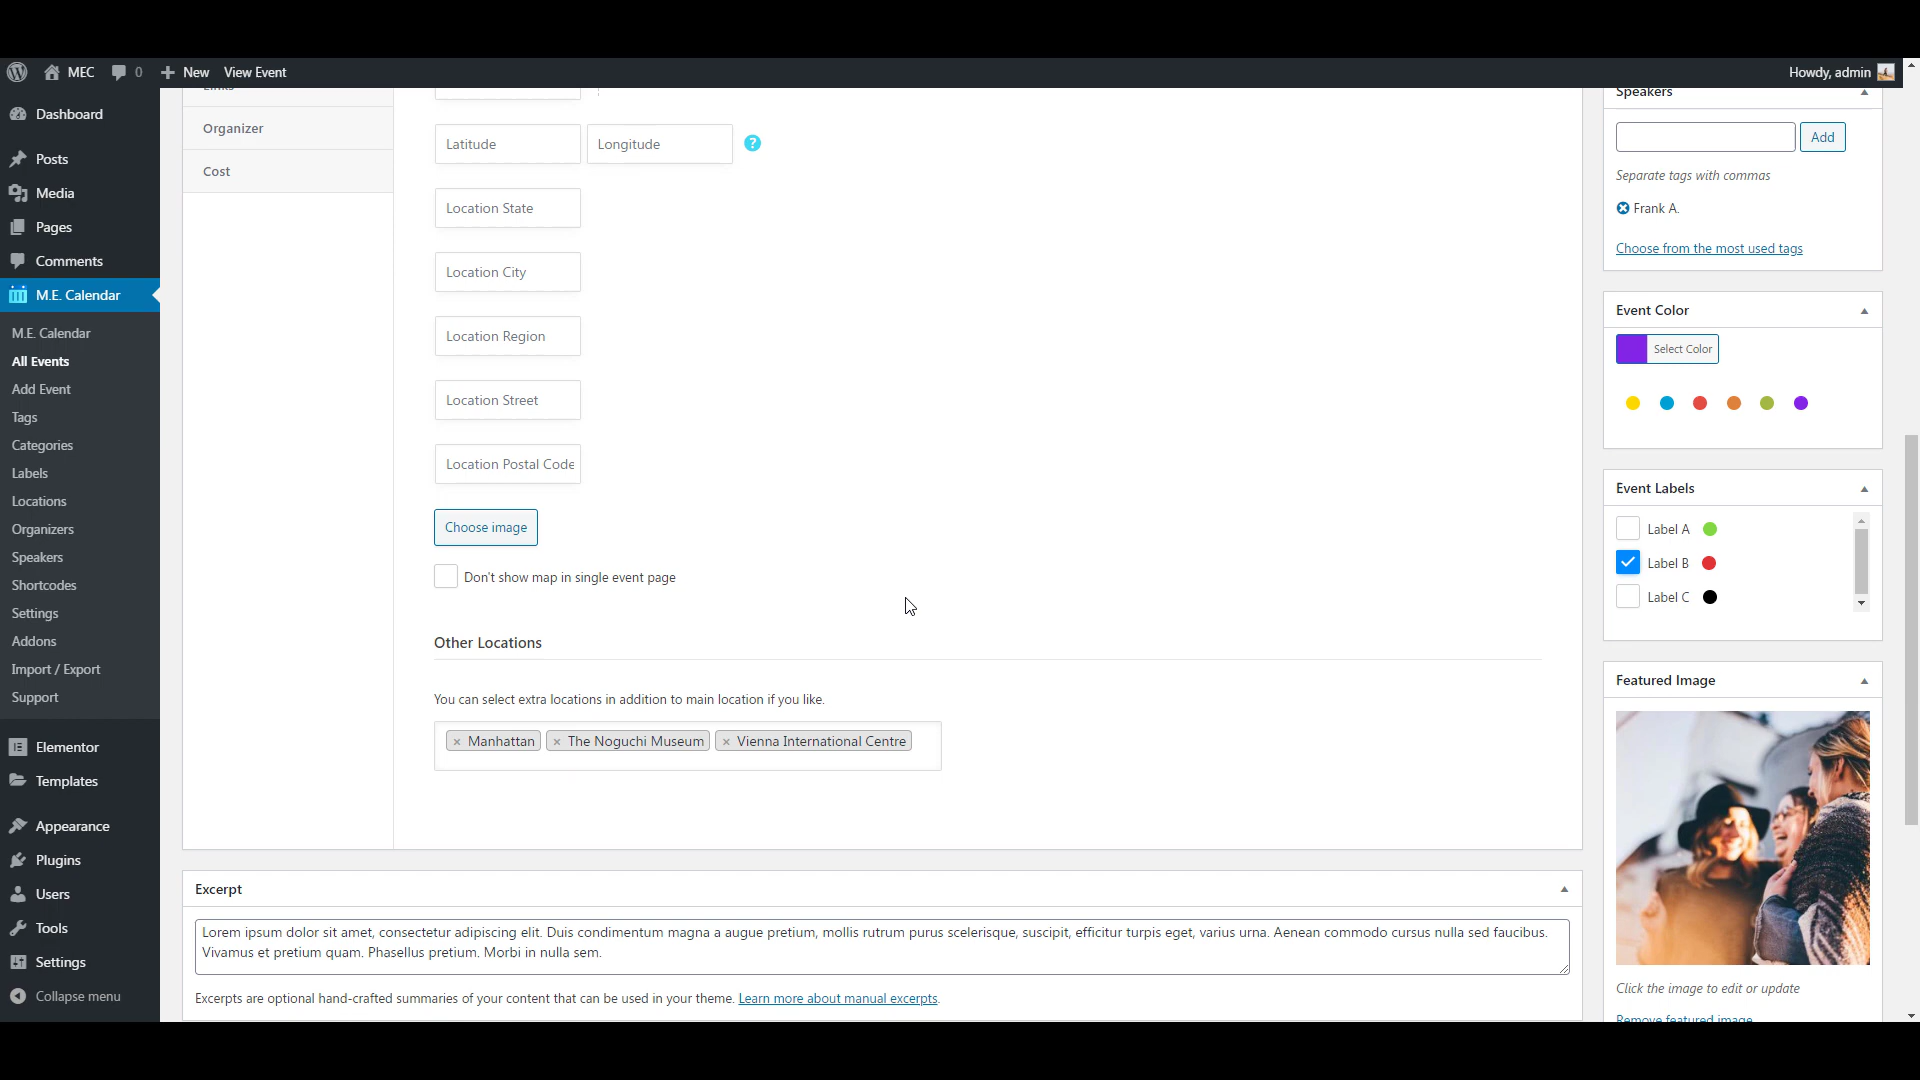 MEC
0
New
View Event
Howdy, admin
Dashboard
Posts
Media
Pages
Comments
M.E. Calendar
M.E. Calendar
All Events
Add Event
Tags
Categories
Labels
Locations
Organizers
Speakers
Shortcodes
Settings
Addons
Import / Export
Support
Elementor
Templates
Appearance
Plugins
Users
Tools
Settings
Collapse menu
Links
Organizer
Cost
Latitude
Longitude
?
Location State
Location City
Location Region
Location Street
Location Postal Code
Choose image
Don't show map in single event page
Other Locations
You can select extra locations in addition to main location if you like.
× Manhattan × The Noguchi Museum × Vienna International Centre
Excerpt
Lorem ipsum dolor sit amet, consectetur adipiscing elit. Duis condimentum magna a augue pretium, mollis rutrum purus scelerisque, suscipit, efficitur turpis eget, varius urna. Aenean commodo cursus nulla sed faucibus.
Vivamus et pretium quam. Phasellus pretium. Morbi in nulla sem.
Excerpts are optional hand-crafted summaries of your content that can be used in your theme. Learn more about manual excerpts.
Speakers
Add
Separate tags with commas
Frank A.
Choose from the most used tags
Event Color
Select Color
Event Labels
Label A
Label B
Label C
Featured Image
Click the image to edit or update
Remove featured image